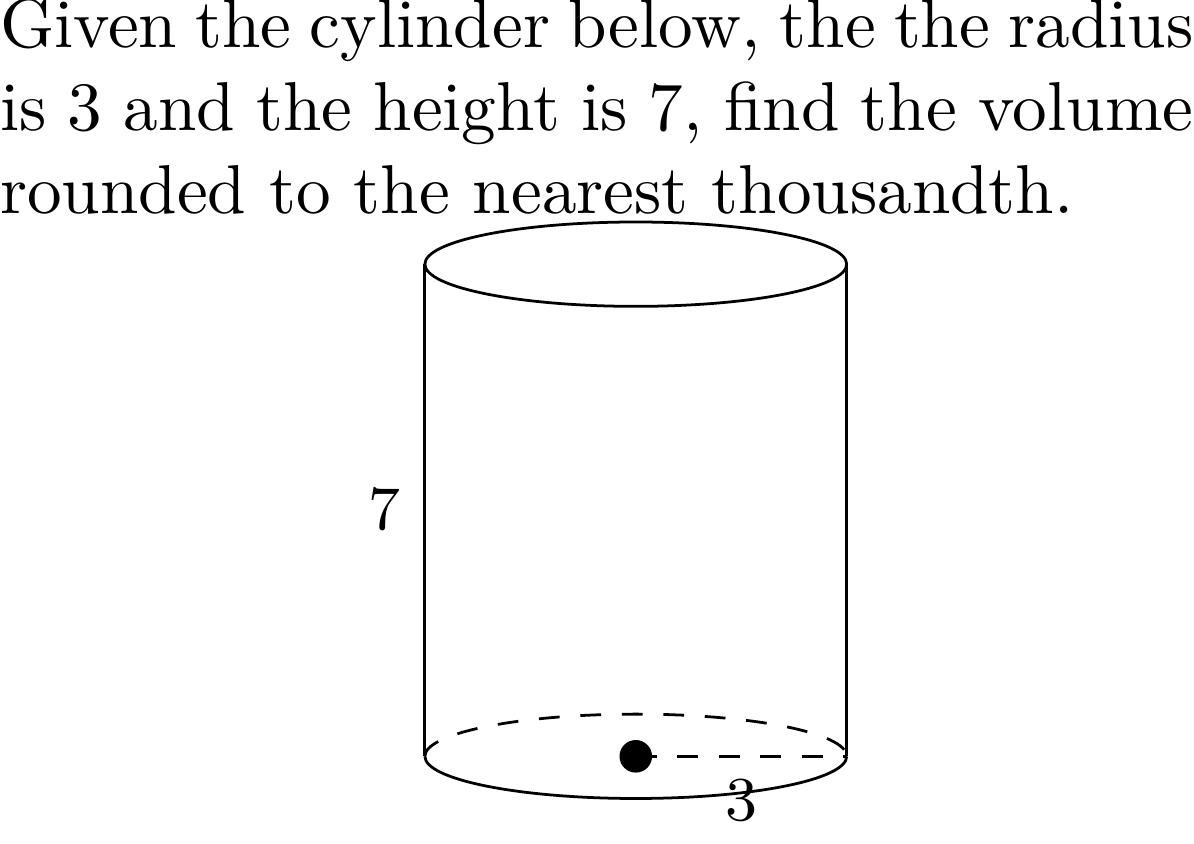 Given the cylinder below, the the radius
is 3 and the height is 7, find the volume
rounded to the nearest thousandth.
7
3